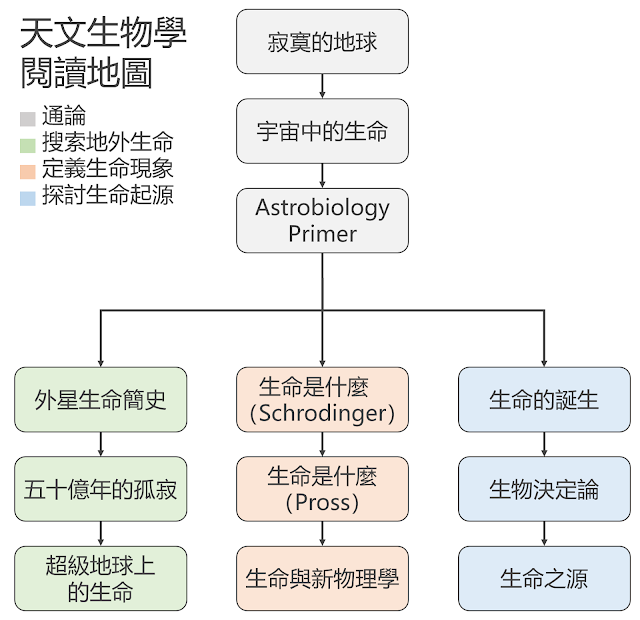 天文生物學
閱讀地圖
通論
搜索地外生命
定義生命現象
探討生命起源
寂寞的地球
宇宙中的生命
Astrobiology
Primer
外星生命簡史
五十億年的孤寂
超級地球上
的生命
生命是什麼
（Schrodinger）
生命是什麼
（Pross）
生命與新物理學
生命的誕生
生物決定論
生命之源